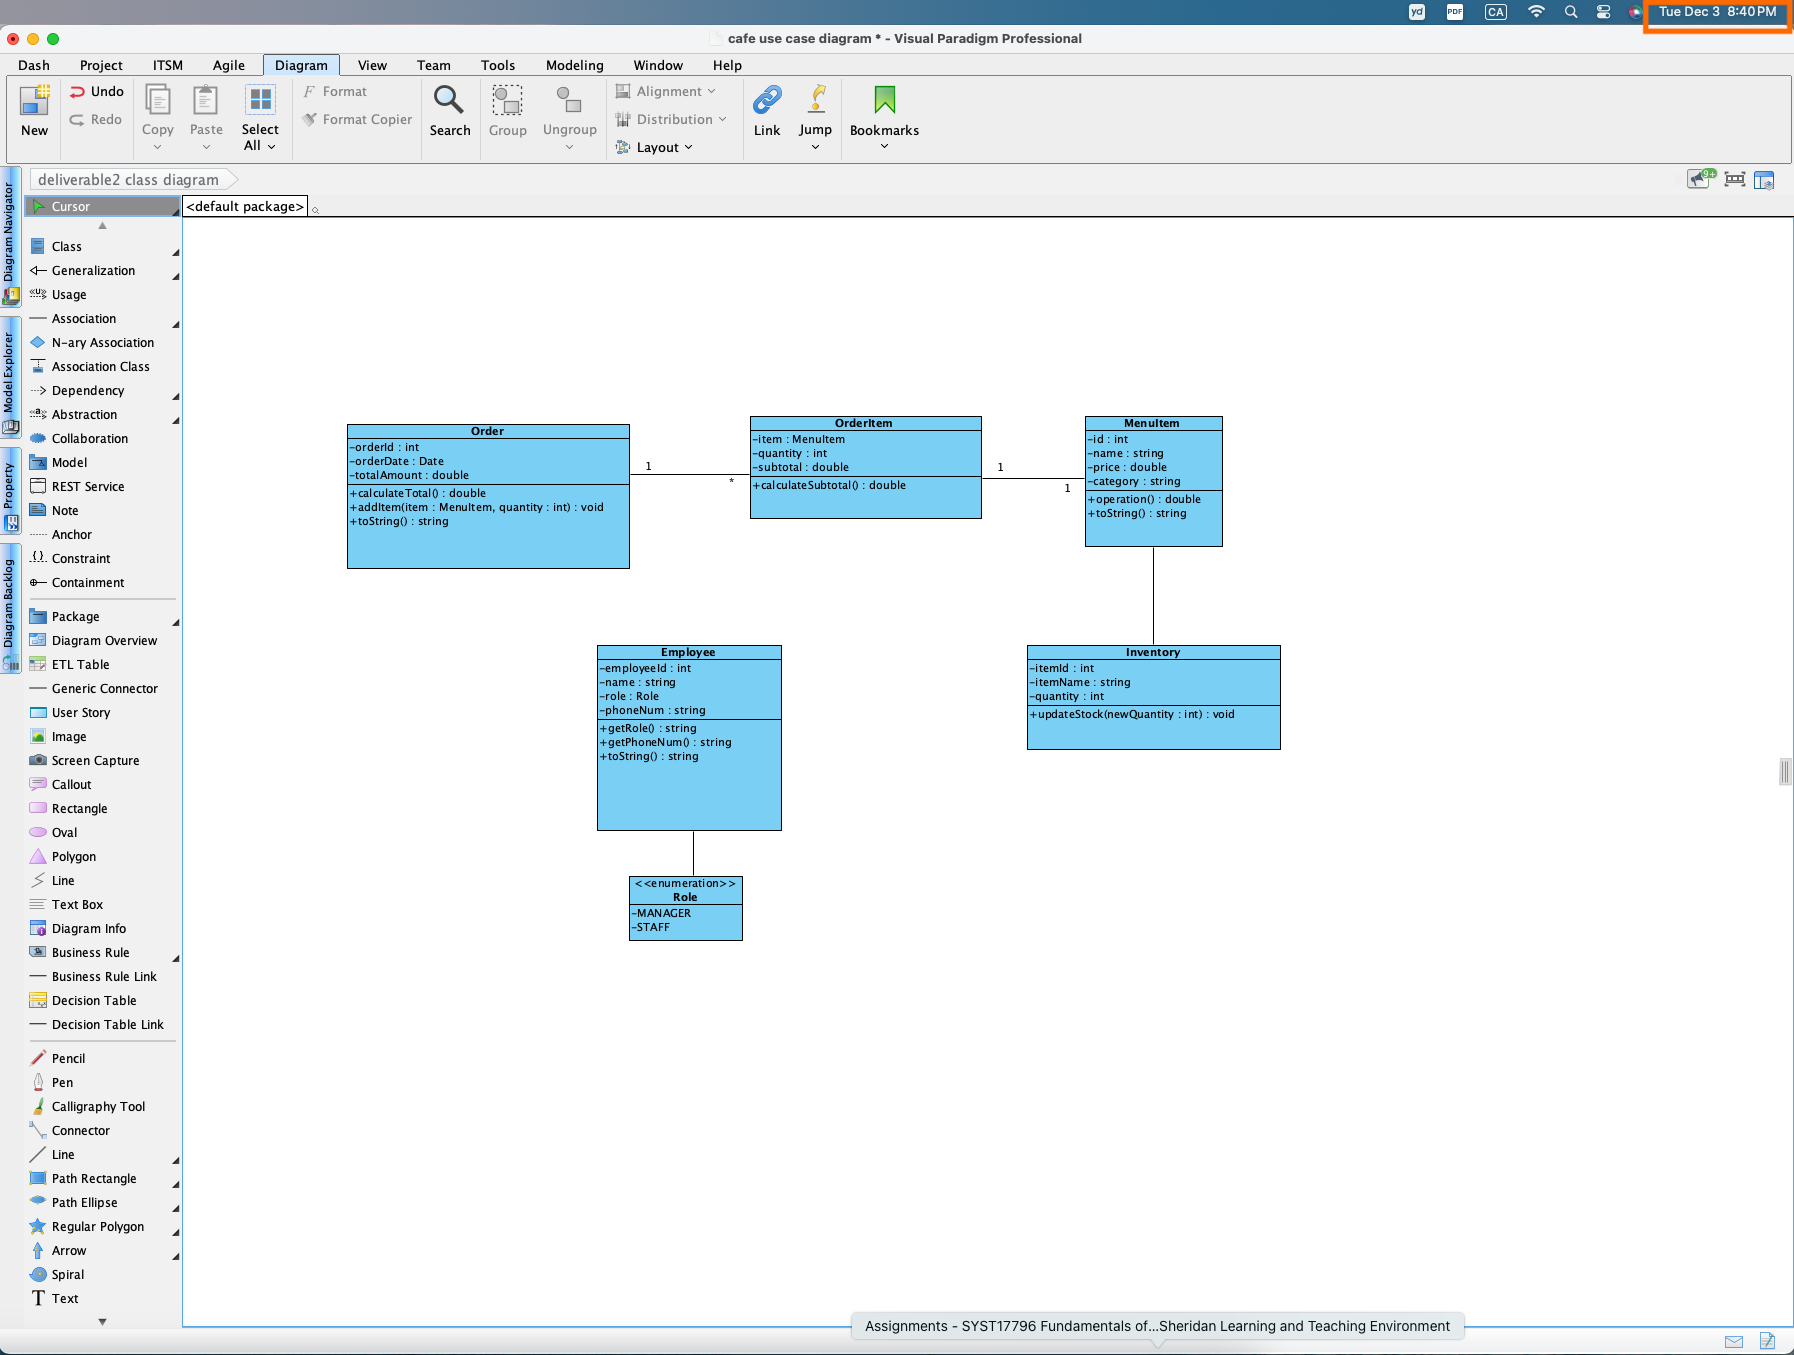 yd PDF CA Tue Dec 3 8:40 PM
cafe use case diagram * - Visual Paradigm Professional
Dash Project ITSM Agile Diagram View Team Tools Modeling Window Help
New
Undo
Redo
Copy
Paste
Select
All
Format
Format Copier
Search
Group
Ungroup
Alignment
Distribution
Layout
Link
Jump
Bookmarks
deliverable2 class diagram
9+
Diagram Navigator
Model Explorer
Property
Diagram Backlog
Cursor
<default package>
Class
Generalization
Usage
Association
N-ary Association
Association Class
Dependency
Abstraction
Collaboration
Model
REST Service
Note
Anchor
Constraint
Containment
Package
Diagram Overview
ETL Table
Generic Connector
User Story
Image
Screen Capture
Callout
Rectangle
Oval
Polygon
Line
Text Box
Diagram Info
Business Rule
Business Rule Link
Decision Table
Decision Table Link
Pencil
Pen
Calligraphy Tool
Connector
Line
Path Rectangle
Path Ellipse
Regular Polygon
Arrow
Spiral
Text
Order
-orderId : int
-orderDate : Date
-totalAmount : double
+calculateTotal() : double
+addItem(item : MenuItem, quantity : int) : void
+toString() : string
1
*
OrderItem
-item : MenuItem
-quantity : int
-subtotal : double
+calculateSubtotal() : double
1
1
MenuItem
-id : int
-name : string
-price : double
-category : string
+operation() : double
+toString() : string
Employee
-employeeId : int
-name : string
-role : Role
-phoneNum : string
+getRole() : string
+getPhoneNum() : string
+toString() : string
Inventory
-itemId : int
-itemName : string
-quantity : int
+updateStock(newQuantity : int) : void
<<enumeration>>
Role
-MANAGER
-STAFF
Assignments - SYST17796 Fundamentals of...Sheridan Learning and Teaching Environment